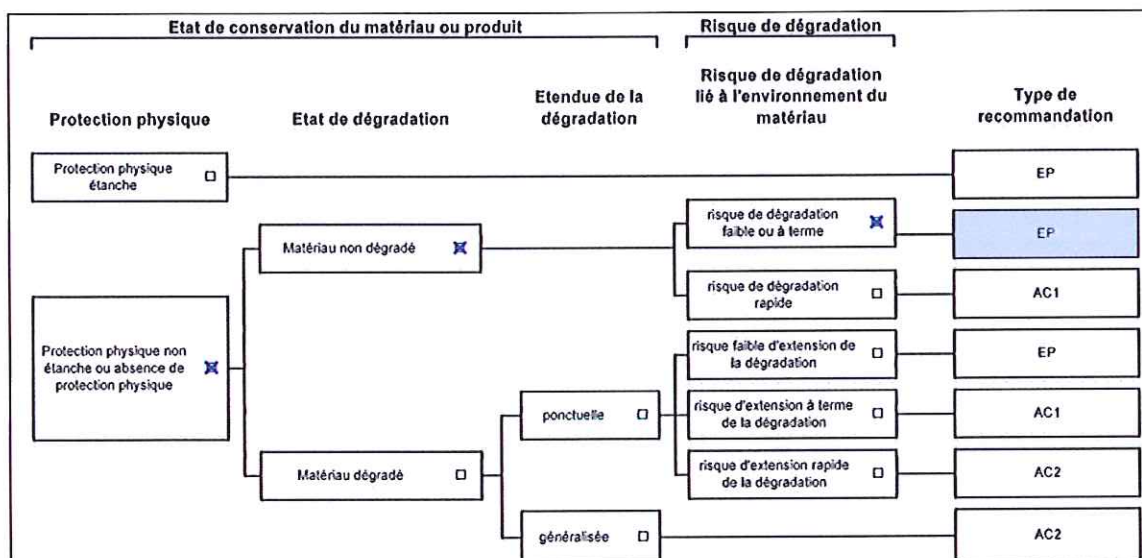 Etat de conservation du matériau ou produit
Risque de dégradation
Protection physique
Etat de dégradation
Etendue de la
dégradation
Risque de dégradation
lié à l'environnement du
matériau
Type de
recommandation
Protection physique
étanche
EP
Matériau non dégradé
risque de dégradation
faible ou à terme
EP
risque de dégradation
rapide
AC1
Protection physique non
étanche ou absence de
protection physique
risque faible d'extension de
la dégradation
EP
ponctuelle
risque d'extension à terme
de la dégradation
AC1
Matériau dégradé
risque d'extension rapide
de la dégradation
AC2
généralisée
AC2